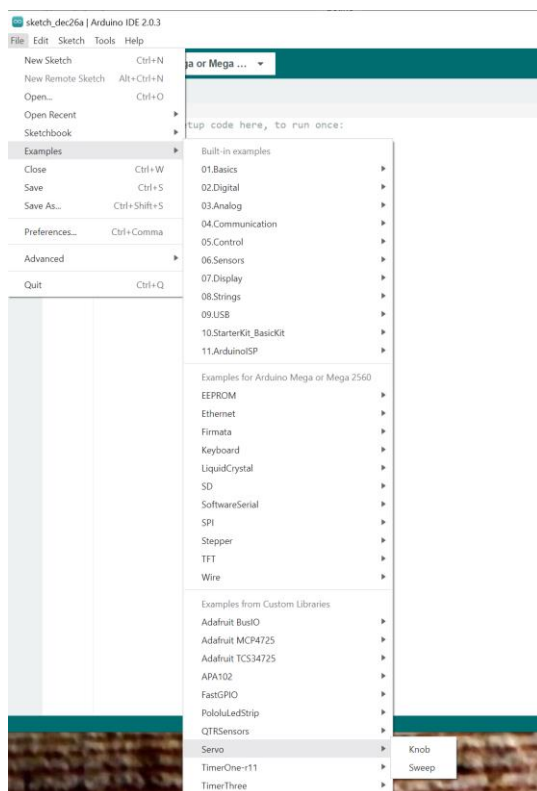 sketch_dec26a | Arduino IDE 2.0.3
File Edit Sketch Tools Help
New Sketch Ctrl+N
New Remote Sketch Alt+Ctrl+N
Open... Ctrl+O
Open Recent
Sketchbook
Examples
Close Ctrl+W
Save Ctrl+S
Save As... Ctrl+Shift+S
Preferences... Ctrl+Comma
Advanced
Quit Ctrl+Q
or Mega ...
code here, to run once:
Built-in examples
01.Basics
02.Digital
03.Analog
04.Communication
05.Control
06.Sensors
07.Display
08.Strings
09.USB
10.StarterKit_BasicKit
11.ArduinoISP
Examples for Arduino Mega or Mega 2560
EEPROM
Ethernet
Firmata
Keyboard
LiquidCrystal
SD
SoftwareSerial
SPI
Stepper
TFT
Wire
Examples from Custom Libraries
Adafruit BusIO
Adafruit MCP4725
Adafruit TCS34725
APA102
FastGPIO
PololuLedStrip
QTRSensors
Servo
TimerOne-r11
TimerThree
Knob
Sweep